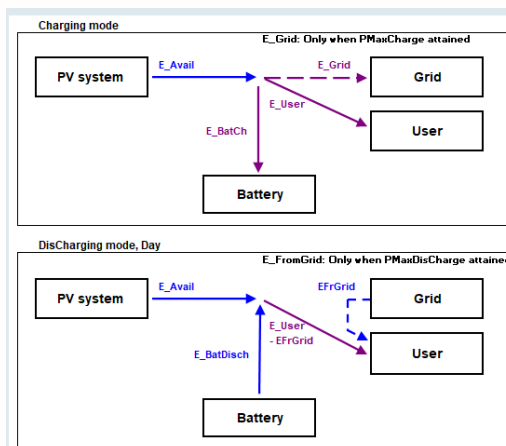 Charging mode
E_Grid: Only when PMaxCharge attained
PV system
E_Avail
E_Grid
Grid
E_User
User
E_BatCh
Battery
DisCharging mode, Day
E_FromGrid: Only when PMaxDisCharge attained
PV system
E_Avail
EFrGrid
Grid
E_User
- EFrGrid
User
E_BatDisch
Battery